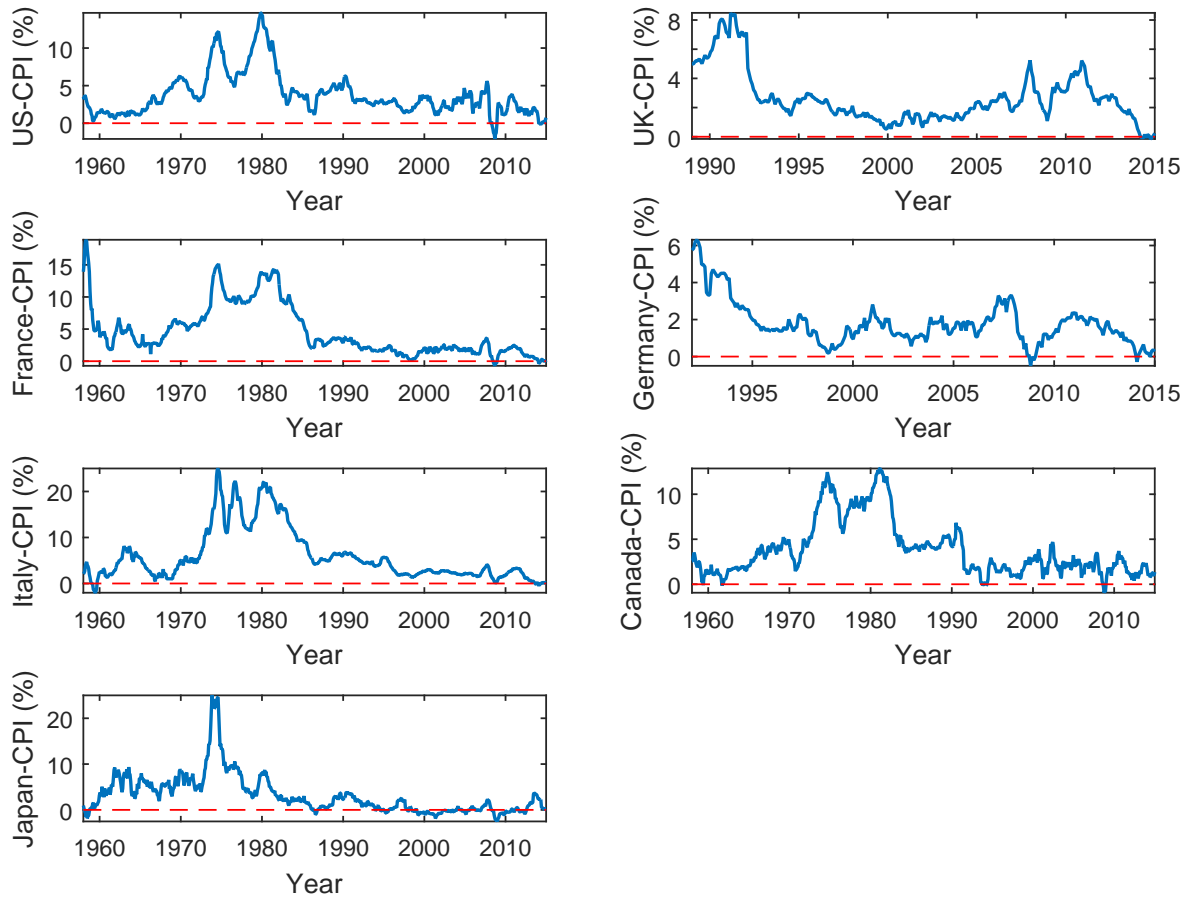 US-CPI (%)
10
5
0
1960 1970 1980 1990 2000 2010
Year
UK-CPI (%)
8
4
0
1990 1995 2000 2005 2010 2015
Year
France-CPI (%)
15
10
5
0
1960 1970 1980 1990 2000 2010
Year
Germany-CPI (%)
6
4
2
0
1995 2000 2005 2010 2015
Year
Italy-CPI (%)
20
10
0
1960 1970 1980 1990 2000 2010
Year
Canada-CPI (%)
10
5
0
1960 1970 1980 1990 2000 2010
Year
Japan-CPI (%)
20
10
0
1960 1970 1980 1990 2000 2010
Year